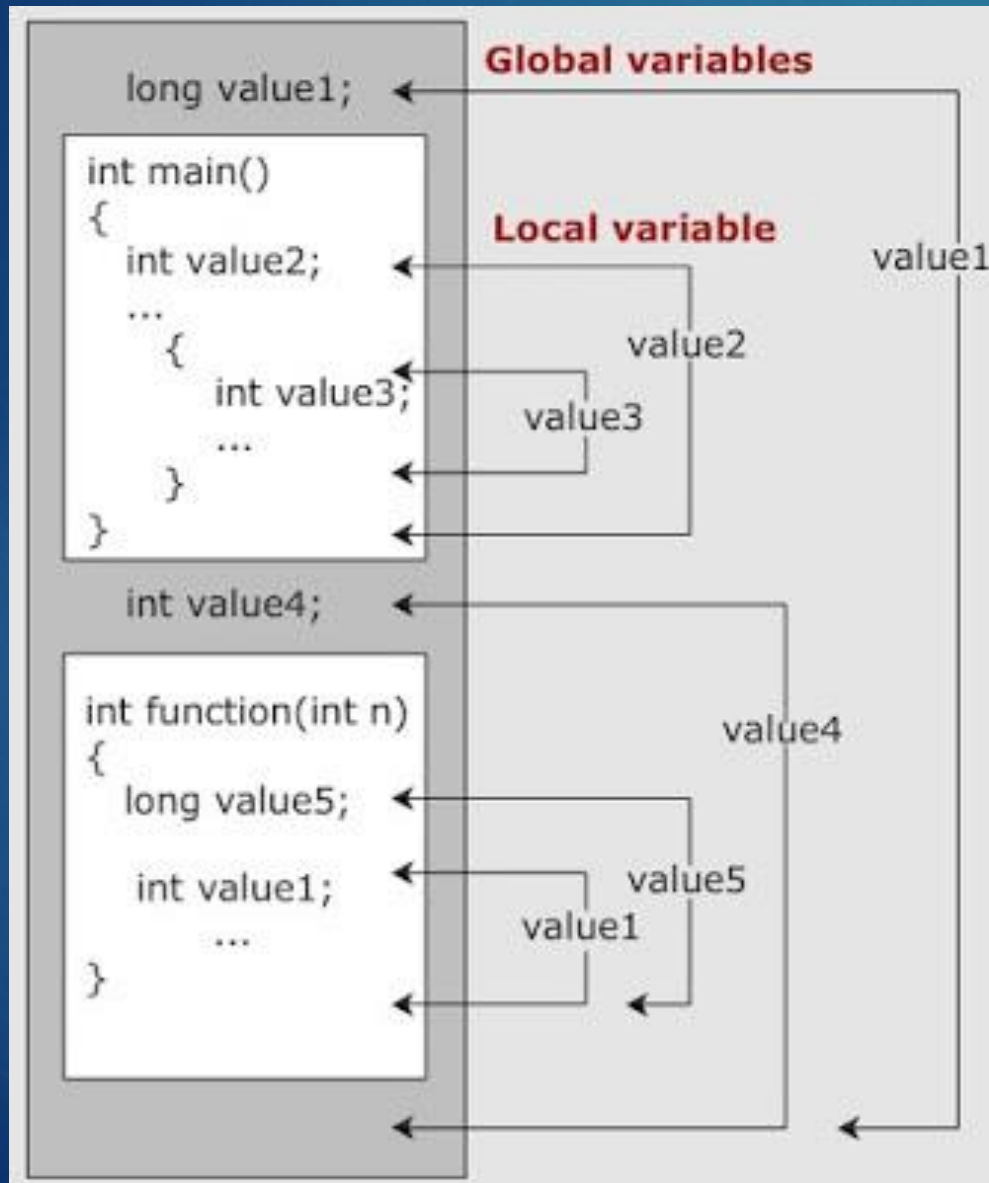 Global variables
long value1;
int main()
{
Local variable
int value2;
value1
...
{
value2
int value3;
value3
...
}
}
int value4;
int function(int n)
{
value4
long value5;
int value1;
value5
value1
...
}